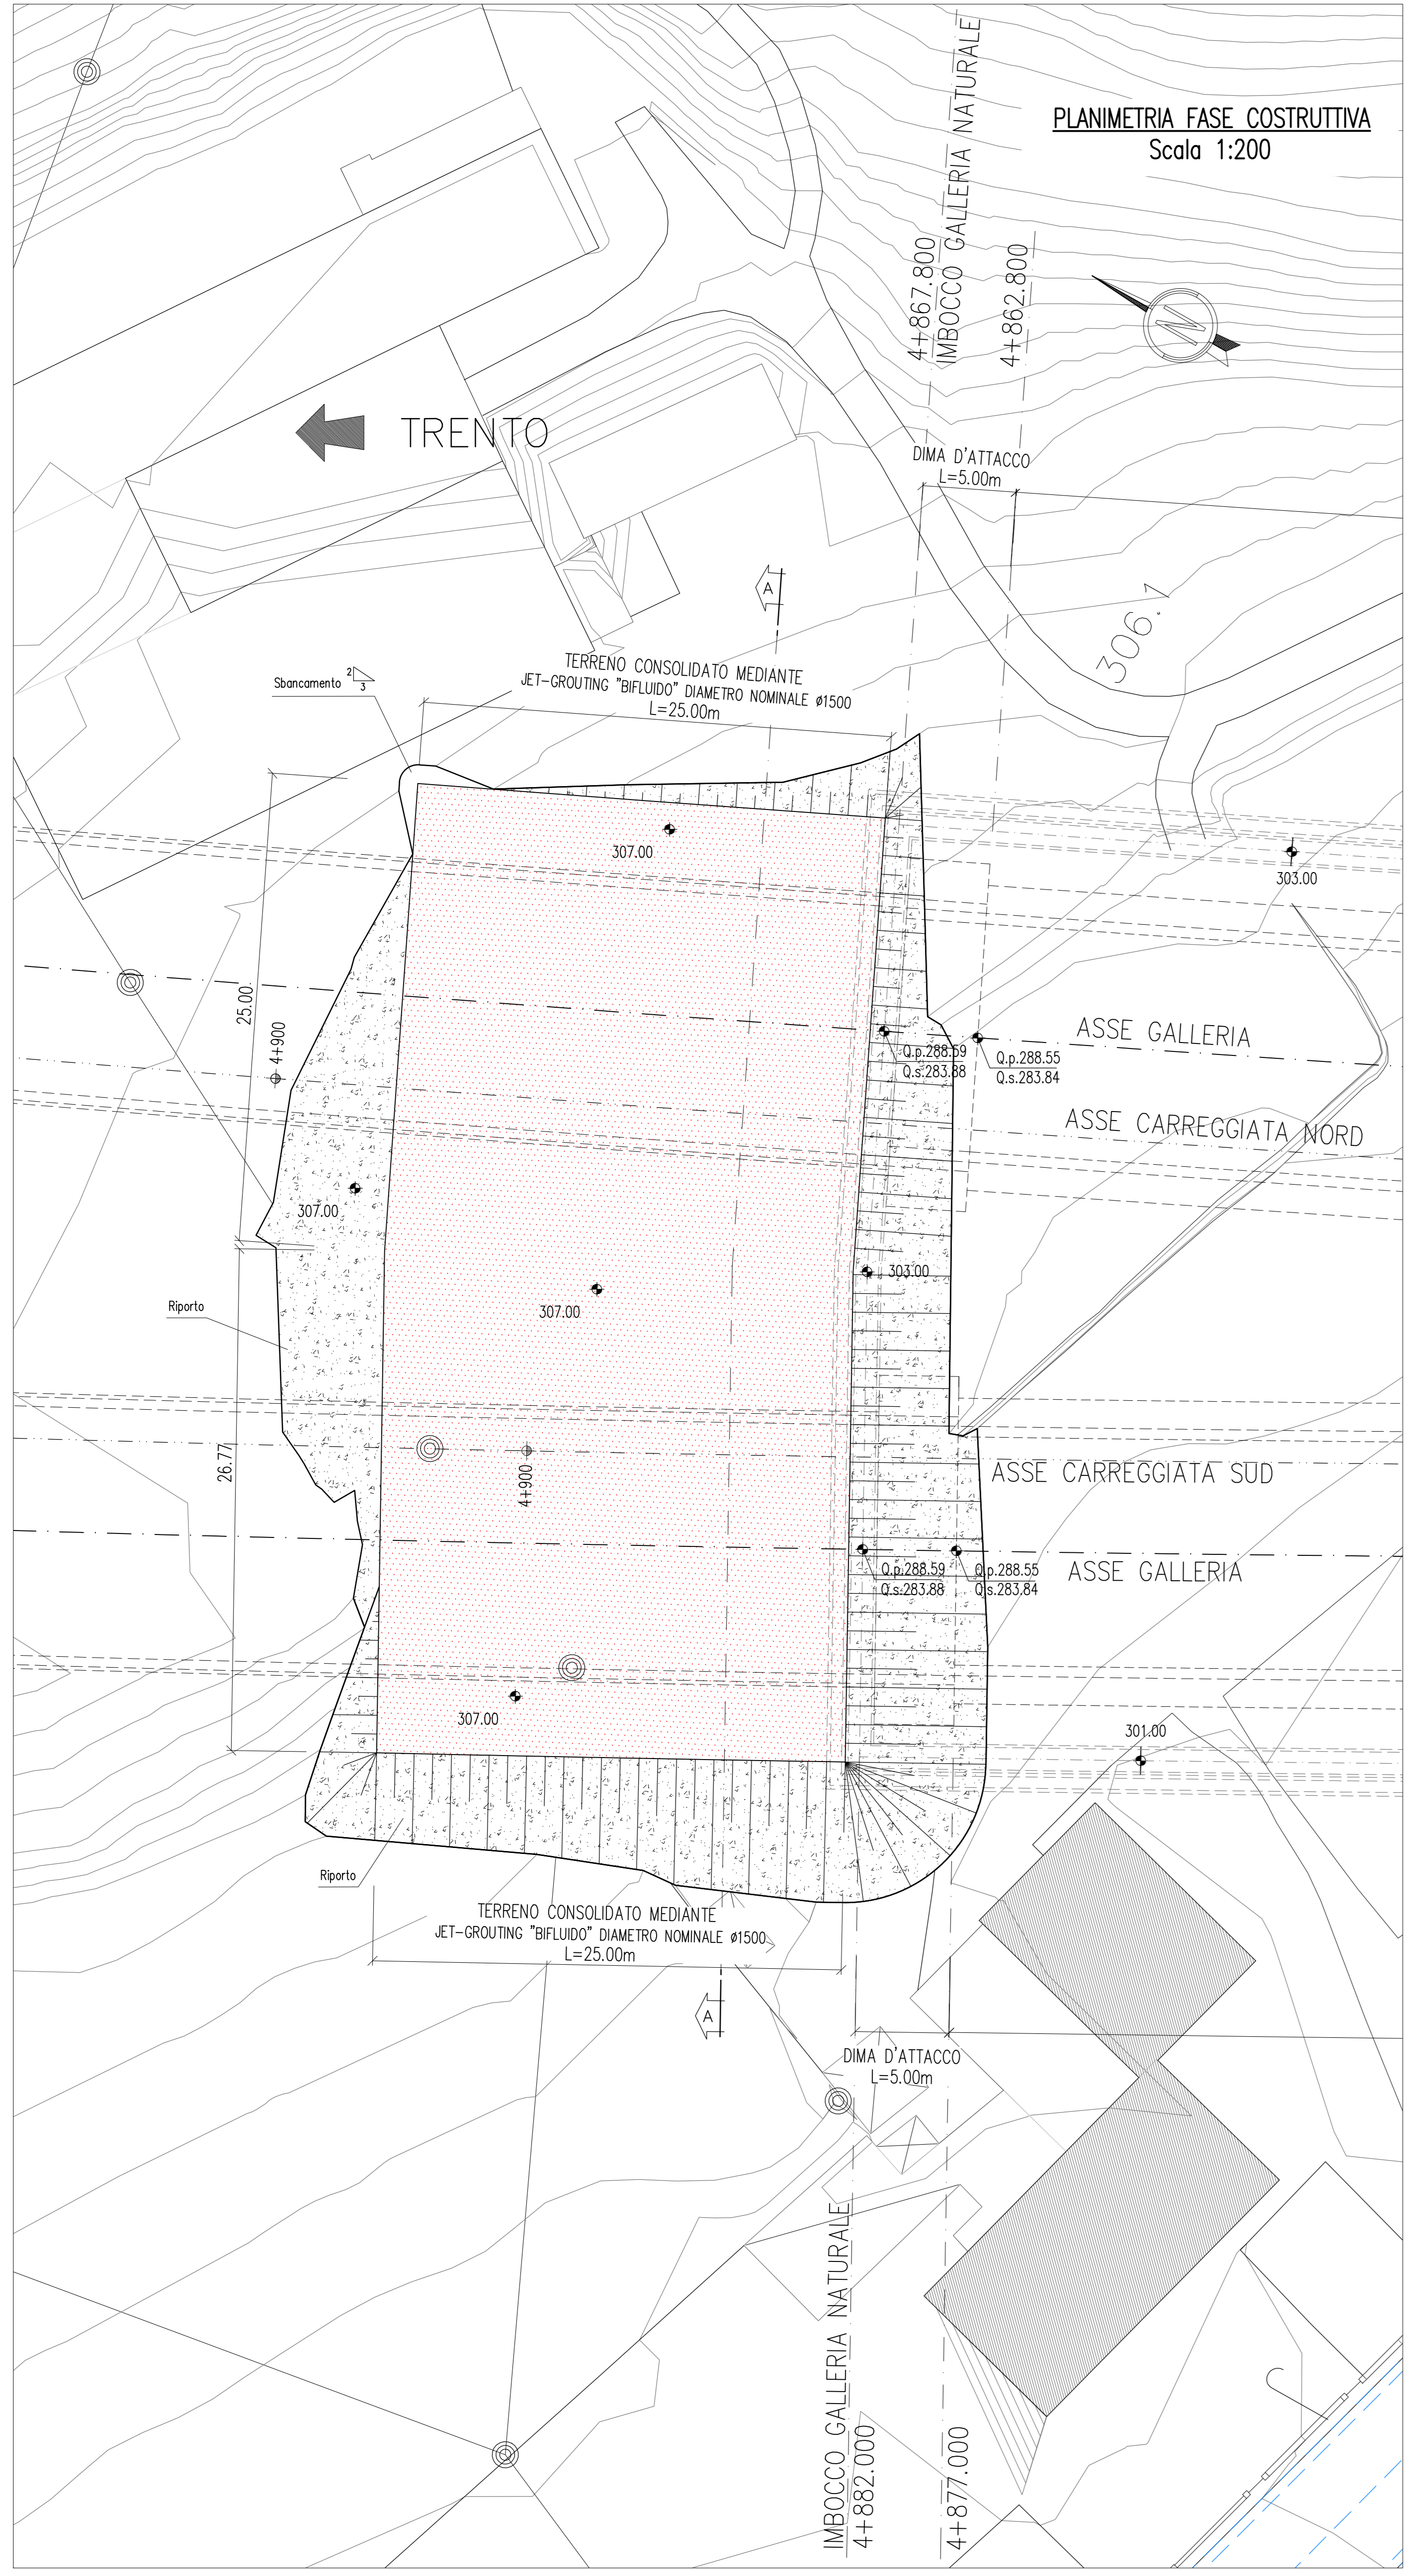 PLANIMETRIA FASE COSTRUTTIVA
Scala 1:200
4+867.800
IMBOCCO GALLERIA NATURALE
4+862.800
N
TRENTO
DIMA D'ATTACCO
L=5.00m
A
306.1
TERRENO CONSOLIDATO MEDIANTE
JET-GROUTING "BIFLUIDO" DIAMETRO NOMINALE ø1500
L=25.00m
Sbancamento
2
3
307.00
303.00
25.00
4+900
ASSE GALLERIA
Q.p.288.59
Q.s.283.88
Q.p.288.55
Q.s.283.84
ASSE CARREGGIATA NORD
307.00
303.00
307.00
Riporto
26.77
4+900
ASSE CARREGGIATA SUD
Q.p.288.59
Q.s.283.88
Q.p.288.55
Q.s.283.84
ASSE GALLERIA
307.00
301.00
Riporto
TERRENO CONSOLIDATO MEDIANTE
JET-GROUTING "BIFLUIDO" DIAMETRO NOMINALE ø1500
L=25.00m
A
DIMA D'ATTACCO
L=5.00m
IMBOCCO GALLERIA NATURALE
4+882.000
4+877.000